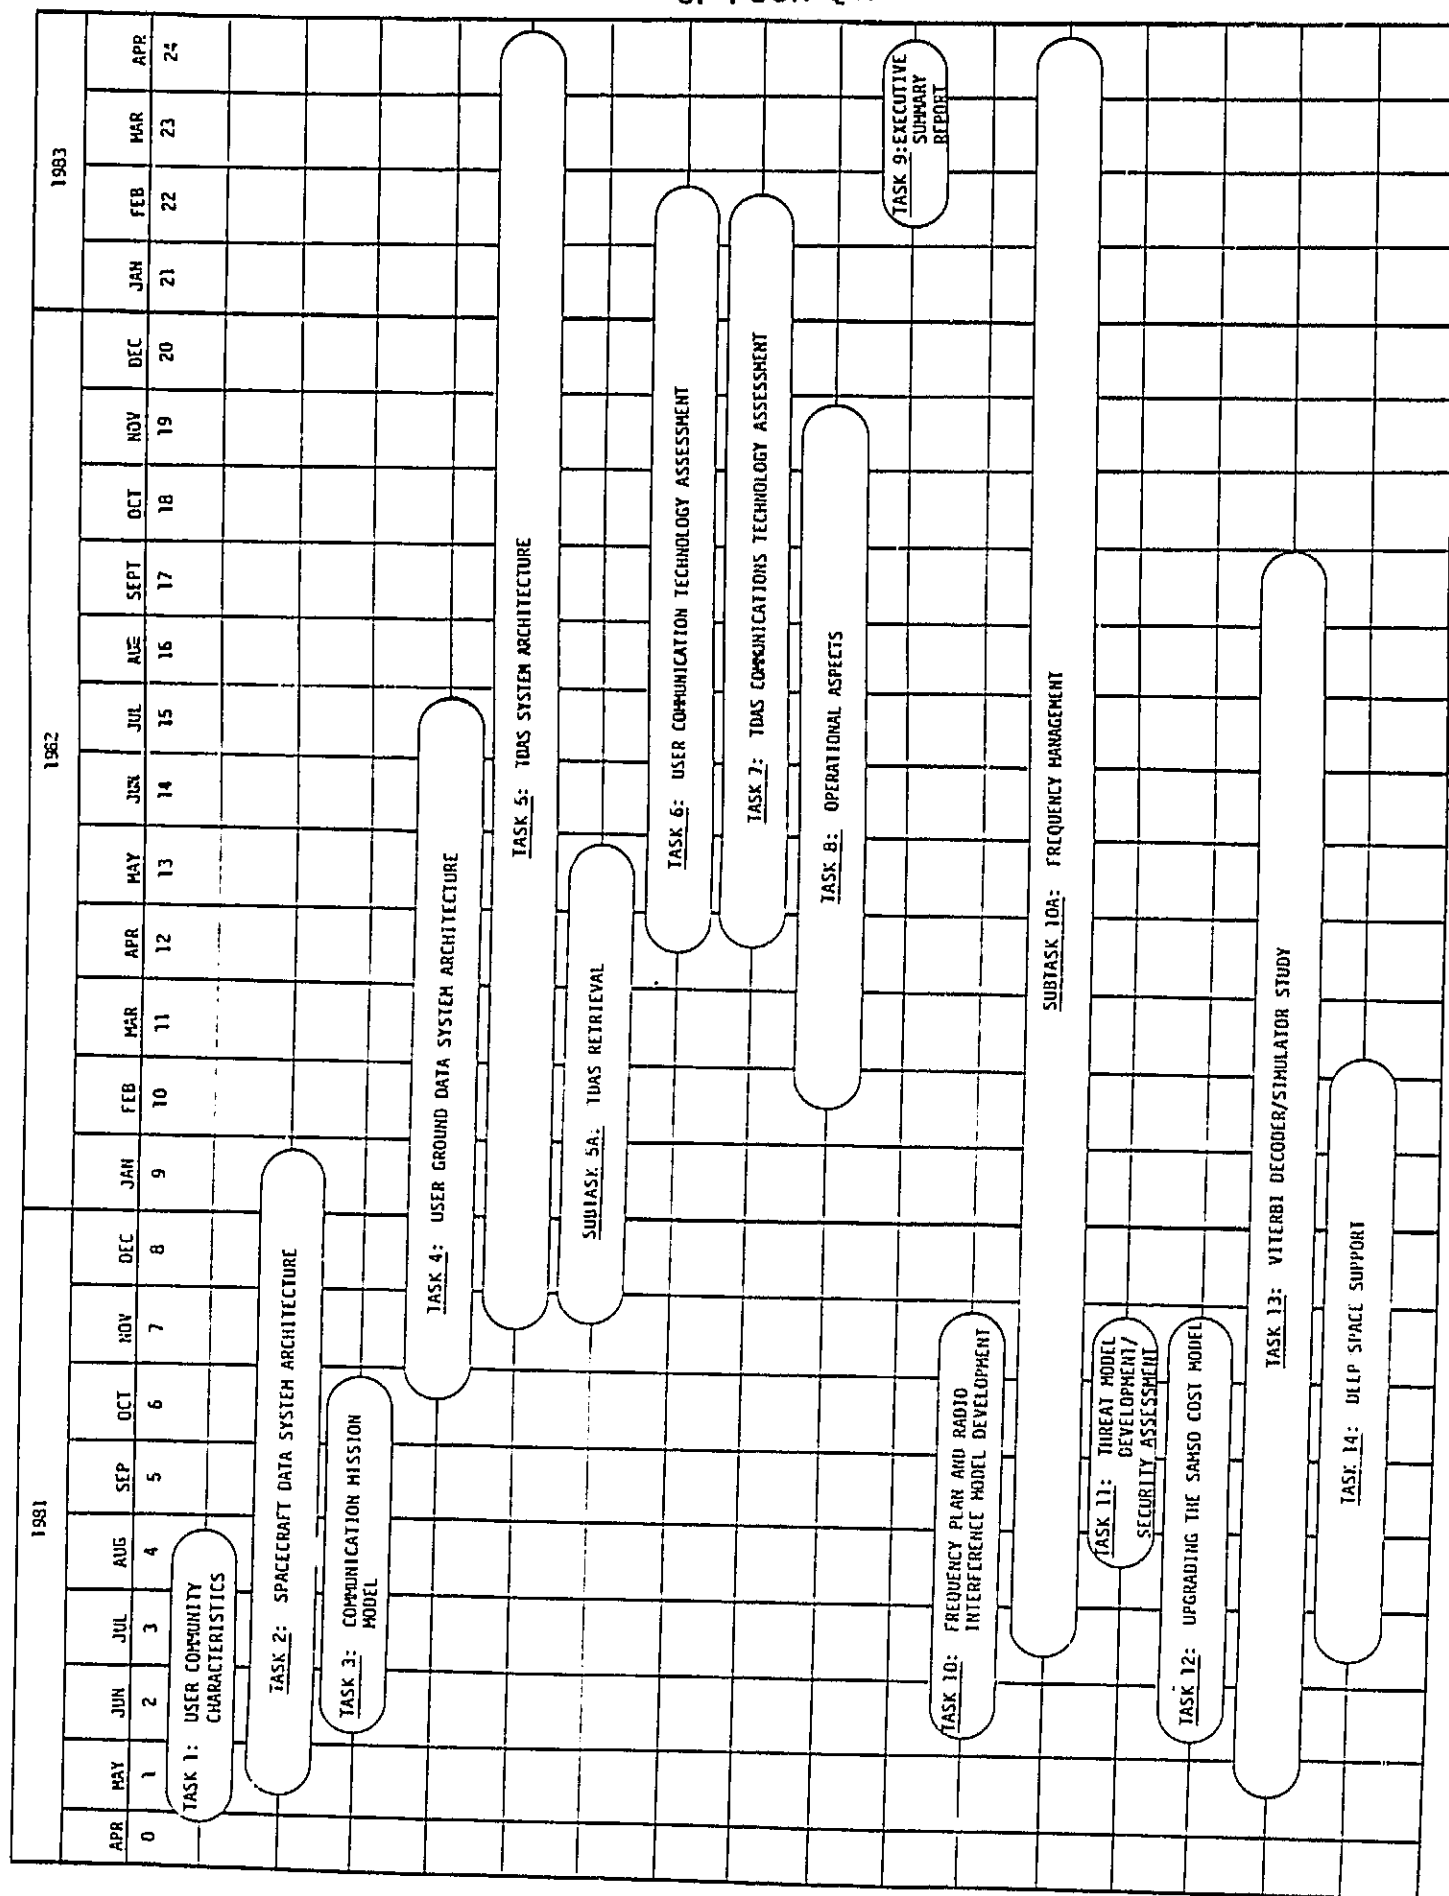 1981
1962
1983
APR MAY JUN JUL AUG SEP OCT NOV DEC JAN FEB MAR APR MAY JUN JUL AUG SEPT OCT NOV DEC JAN FEB MAR APR
0 1 2 3 4 5 6 7 8 9 10 11 12 13 14 15 16 17 18 19 20 21 22 23 24
TASK 1: USER COMMUNITY
CHARACTERISTICS
TASK 2: SPACECRAFT DATA SYSTEM ARCHITECTURE
TASK 3: COMMUNICATION MISSION
MODEL
TASK 4: USER GROUND DATA SYSTEM ARCHITECTURE
TASK 5: TDAS SYSTEM ARCHITECTURE
SUBTASK 5A: TDAS RETRIEVAL
TASK 6: USER COMMUNICATION TECHNOLOGY ASSESSMENT
TASK 7: TDAS COMMUNICATIONS TECHNOLOGY ASSESSMENT
TASK 8: OPERATIONAL ASPECTS
TASK 9: EXECUTIVE
SUMMARY
REPORT
TASK 10: FREQUENCY PLAN AND RADIO
INTERFERENCE MODEL DEVELOPMENT
SUBTASK 10A: FREQUENCY MANAGEMENT
TASK 11: THREAT MODEL
DEVELOPMENT/
SECURITY ASSESSMENT
TASK 12: UPGRADING THE SAMSO COST MODEL
TASK 13: VITERBI DECODER/SIMULATOR STUDY
TASK 14: DEEP SPACE SUPPORT